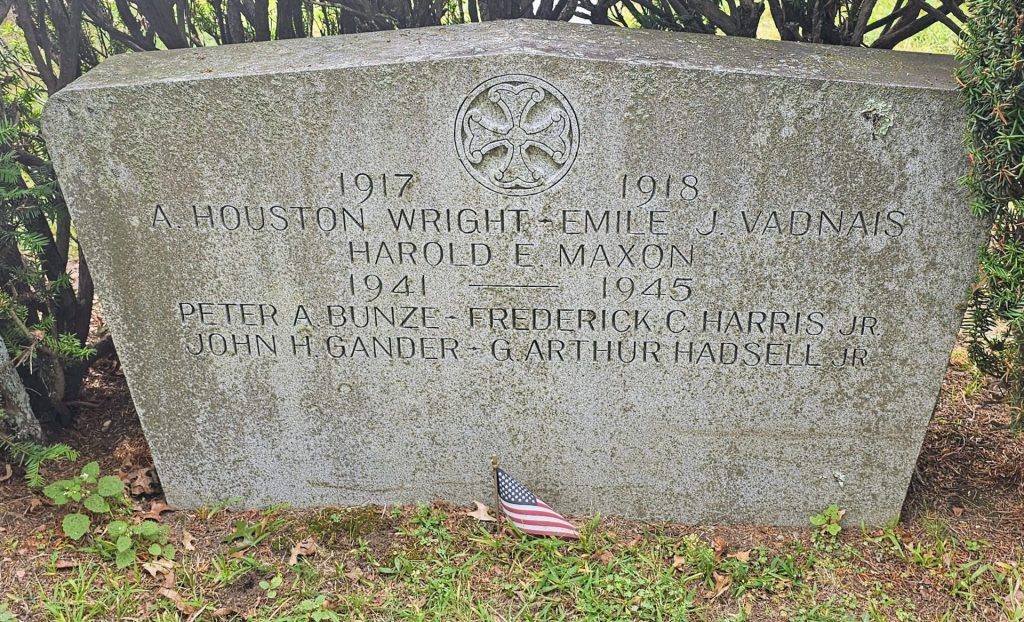 1917 1918
A. HOUSTON WRIGHT - EMILE J. VADNAIS
HAROLD E. MAXON
1941 — 1945
PETER A. BUNZE - FREDERICK C. HARRIS JR.
JOHN H. GANDER - G. ARTHUR HADSELL JR.